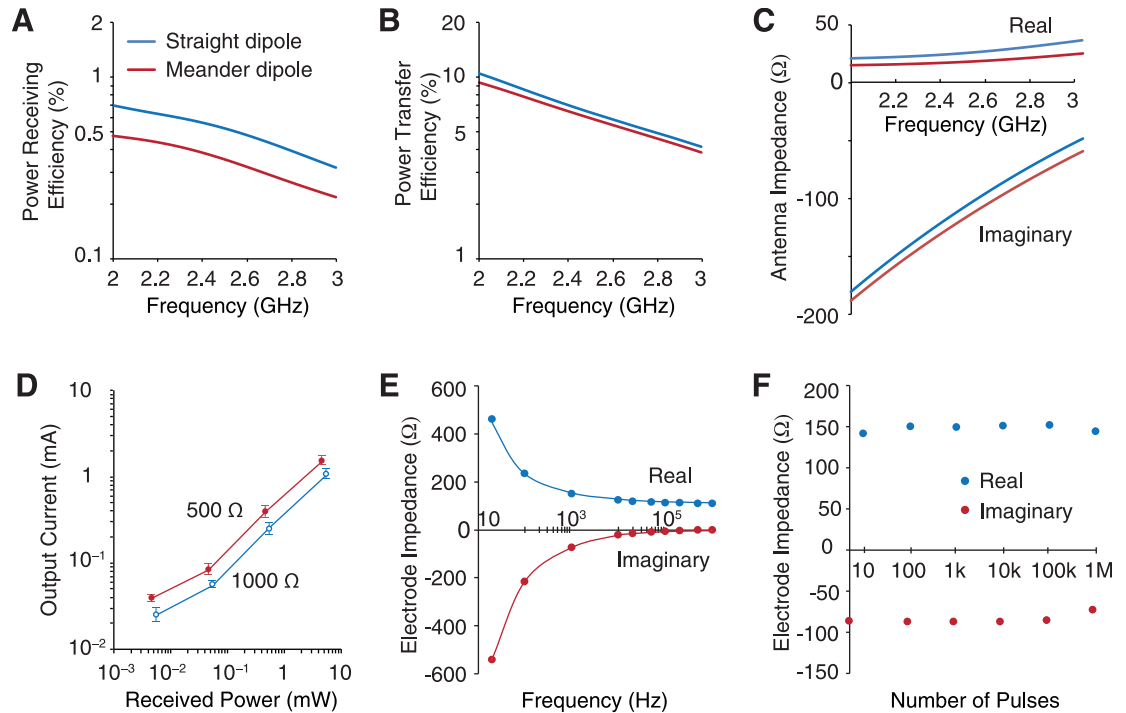 A
Power Receiving
Efficiency (%)
2
1
0.5
0.2
0.1
Straight dipole
Meander dipole
2 2.2 2.4 2.6 2.8 3
Frequency (GHz)
B
Power Transfer
Efficiency (%)
20
10
5
1
2 2.2 2.4 2.6 2.8 3
Frequency (GHz)
C
Antenna Impedance (Ω)
50
0
-100
-200
Real
2.2 2.4 2.6 2.8 3
Frequency (GHz)
Imaginary
D
Output Current (mA)
10
1
10⁻¹
10⁻²
500 Ω
1000 Ω
10⁻³ 10⁻² 10⁻¹ 1 10
Received Power (mW)
E
Electrode Impedance (Ω)
600
400
200
0
-200
-400
-600
Real
10 10³ 10⁵
Imaginary
Frequency (Hz)
F
Electrode Impedance (Ω)
200
150
100
50
0
-50
-100
-150
Real
Imaginary
10 100 1k 10k 100k 1M
Number of Pulses